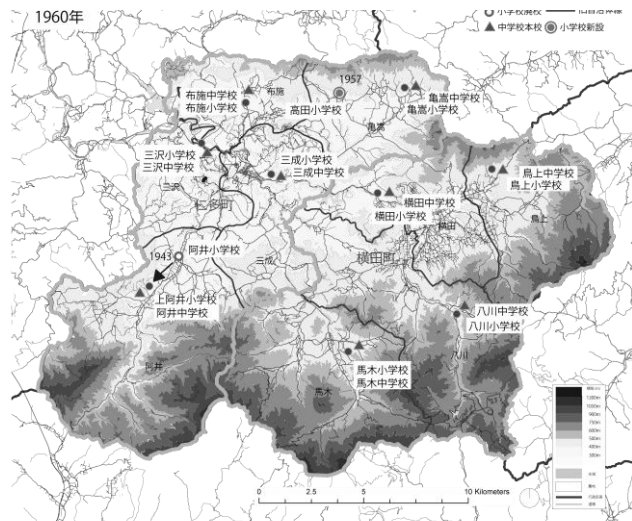 1960年
小学校廃校
旧自治体線
中学校本校
小学校新設
布施中学校
布施小学校
布施
1957
高田小学校
亀嵩中学校
亀嵩小学校
亀嵩
三沢小学校
三沢中学校
三沢
三成小学校
三成中学校
鳥上中学校
鳥上小学校
鳥上
仁多町
横田中学校
横田小学校
横田
横田町
1943
阿井小学校
三成
上阿井小学校
阿井中学校
阿井
八川中学校
八川小学校
八川
馬木小学校
馬木中学校
馬木
0 2.5 5 10 Kilometers